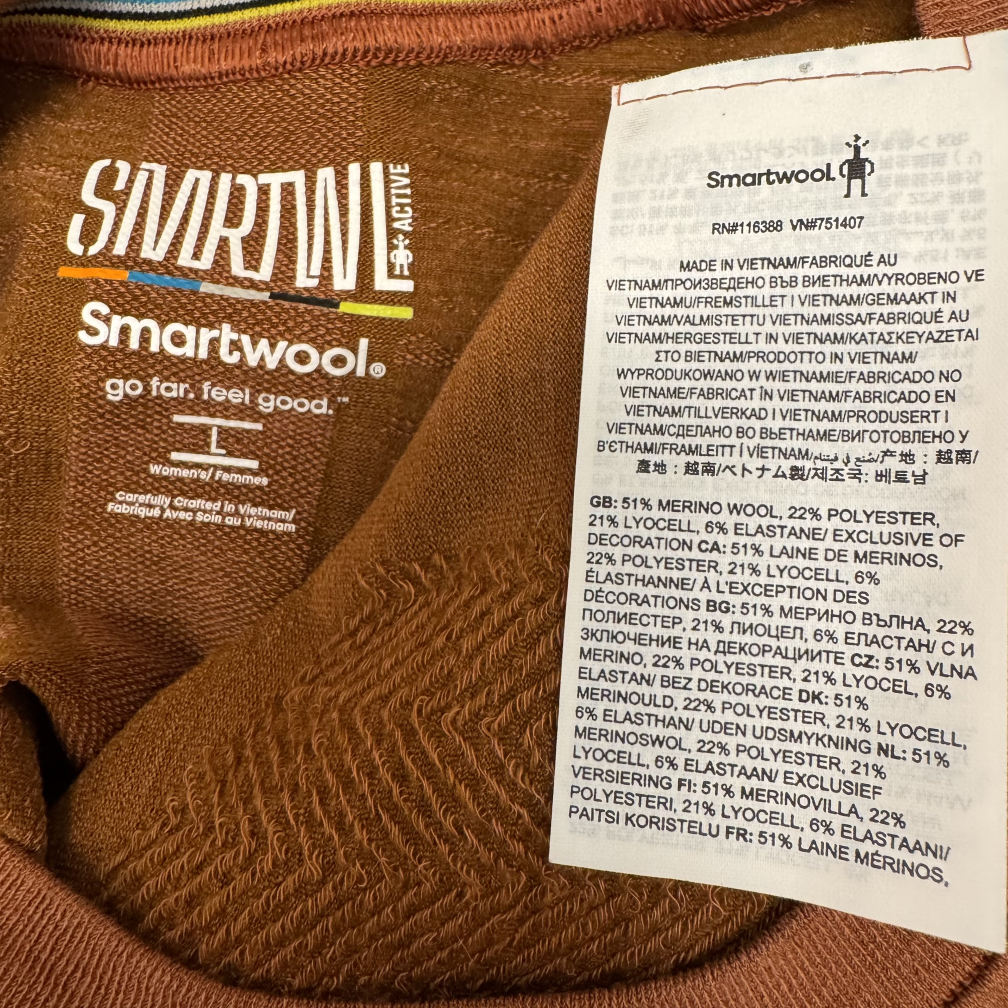 SMRTWL
ACTIVE
Smartwool®
go far. feel good.™
L
Women's/ Femmes
Carefully Crafted in Vietnam/
Fabriqué Avec Soin au Vietnam
Smartwool
RN#116388 VN#751407
MADE IN VIETNAM/FABRIQUÉ AU
VIETNAM/ПРОИЗВЕДЕНО ВЪВ ВИЕТНАМ/VYROBENO VE
VIETNAMU/FREMSTILLET I VIETNAM/GEMAAKT IN
VIETNAM/VALMISTETTU VIETNAMISSA/FABRIQUÉ AU
VIETNAM/HERGESTELLT IN VIETNAM/ΚΑΤΑΣΚΕΥΑΖΕΤΑΙ
ΣΤΟ ΒΙΕΤΝΑΜ/PRODOTTO IN VIETNAM/
WYPRODUKOWANO W WIETNAMIE/FABRICADO NO
VIETNAME/FABRICAT ÎN VIETNAM/FABRICADO EN
VIETNAM/TILLVERKAD I VIETNAM/PRODUSERT I
VIETNAM/СДЕЛАНО ВО ВЬЕТНАМЕ/ВИГОТОВЛЕНО У
В'ЄТНАМІ/FRAMLEITT Í VÍETNAM/صنع في فيتنام/产地：越南/
產地：越南/ベトナム製/제조국: 베트남
GB: 51% MERINO WOOL, 22% POLYESTER,
21% LYOCELL, 6% ELASTANE/ EXCLUSIVE OF
DECORATION CA: 51% LAINE DE MERINOS,
22% POLYESTER, 21% LYOCELL, 6%
ÉLASTHANNE/ À L'EXCEPTION DES
DÉCORATIONS BG: 51% МЕРИНО ВЪЛНА, 22%
ПОЛИЕСТЕР, 21% ЛИОЦЕЛ, 6% ЕЛАСТАН/ С И
ЗКЛЮЧЕНИЕ НА ДЕКОРАЦИИТЕ CZ: 51% VLNA
MERINO, 22% POLYESTER, 21% LYOCEL, 6%
ELASTAN/ BEZ DEKORACE DK: 51%
MERINOULD, 22% POLYESTER, 21% LYOCELL,
6% ELASTHAN/ UDEN UDSMYKNING NL: 51%
MERINOSWOL, 22% POLYESTER, 21%
LYOCELL, 6% ELASTAAN/ EXCLUSIEF
VERSIERING FI: 51% MERINOVILLA, 22%
POLYESTERI, 21% LYOCELL, 6% ELASTAANI/
PAITSI KORISTELU FR: 51% LAINE MÉRINOS,